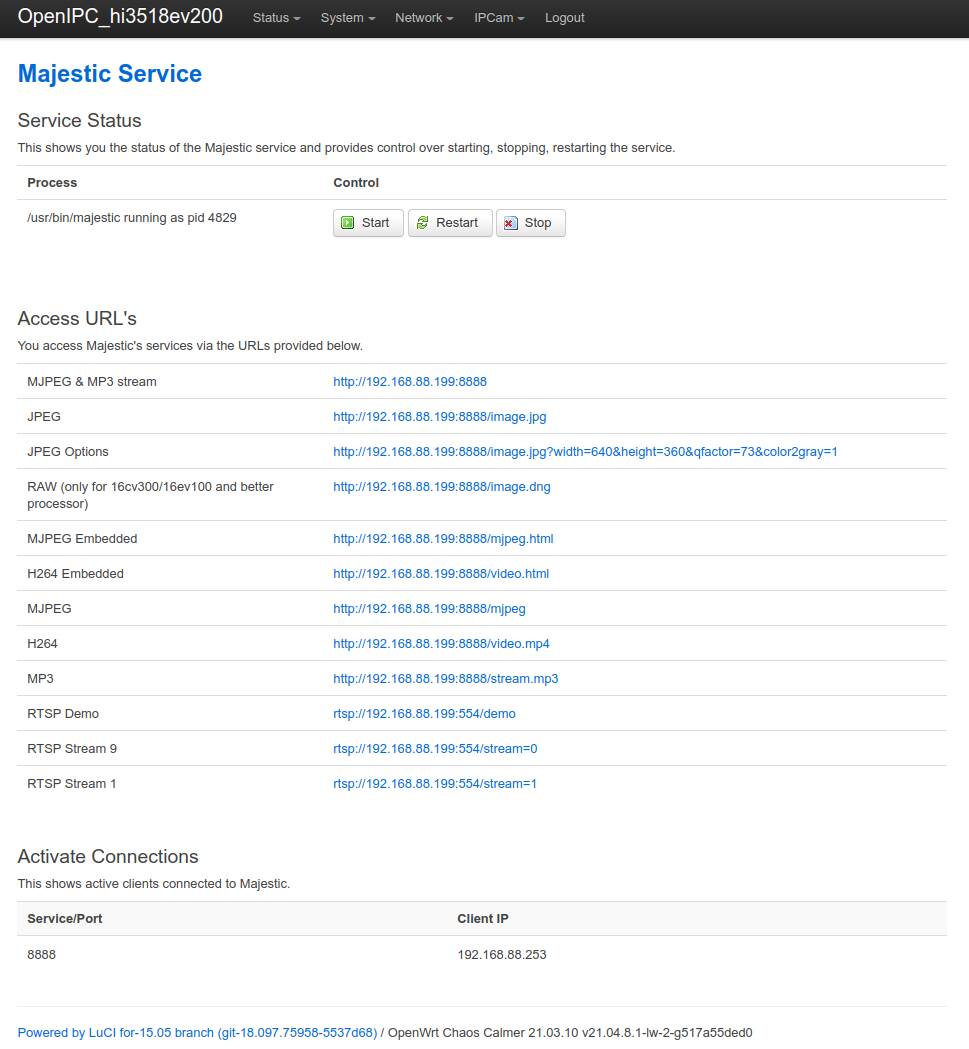 OpenIPC_hi3518ev200 Status System Network IPCam Logout
Majestic Service
Service Status
This shows you the status of the Majestic service and provides control over starting, stopping, restarting the service.
Process Control
/usr/bin/majestic running as pid 4829 Start Restart Stop
Access URL's
You access Majestic's services via the URLs provided below.
MJPEG & MP3 stream http://192.168.88.199:8888
JPEG http://192.168.88.199:8888/image.jpg
JPEG Options http://192.168.88.199:8888/image.jpg?width=640&height=360&qfactor=73&color2gray=1
RAW (only for 16cv300/16ev100 and better http://192.168.88.199:8888/image.dng
processor)
MJPEG Embedded http://192.168.88.199:8888/mjpeg.html
H264 Embedded http://192.168.88.199:8888/video.html
MJPEG http://192.168.88.199:8888/mjpeg
H264 http://192.168.88.199:8888/video.mp4
MP3 http://192.168.88.199:8888/stream.mp3
RTSP Demo rtsp://192.168.88.199:554/demo
RTSP Stream 9 rtsp://192.168.88.199:554/stream=0
RTSP Stream 1 rtsp://192.168.88.199:554/stream=1
Activate Connections
This shows active clients connected to Majestic.
Service/Port Client IP
8888 192.168.88.253
Powered by LuCI for-15.05 branch (git-18.097.75958-5537d68) / OpenWrt Chaos Calmer 21.03.10 v21.04.8.1-lw-2-g517a55ded0